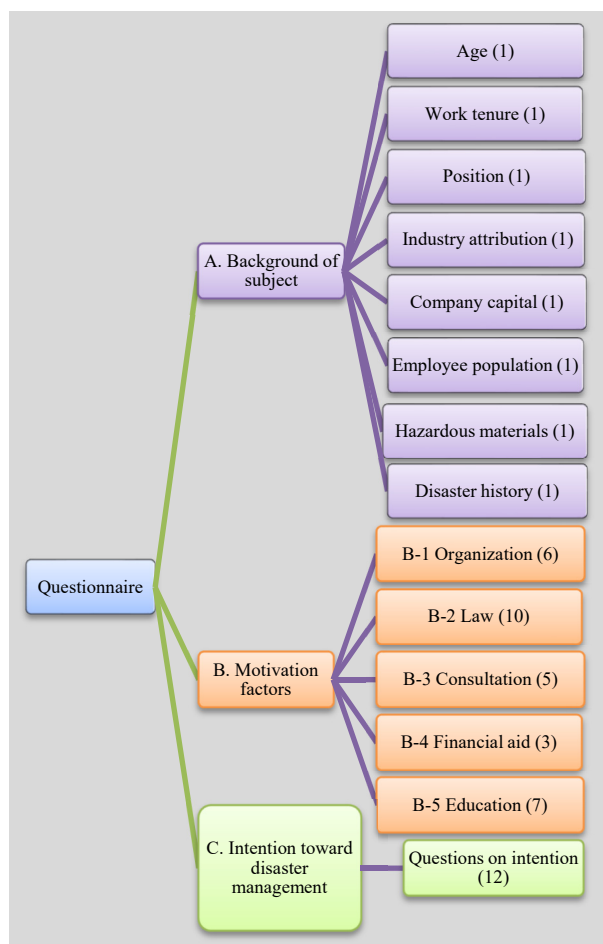 Age (1)
Work tenure (1)
Position (1)
Industry attribution (1)
A. Background of
subject
Company capital (1)
Employee population (1)
Hazardous materials (1)
Disaster history (1)
Questionnaire
B-1 Organization (6)
B-2 Law (10)
B. Motivation
factors
B-3 Consultation (5)
B-4 Financial aid (3)
B-5 Education (7)
C. Intention toward
disaster
management
Questions on intention
(12)